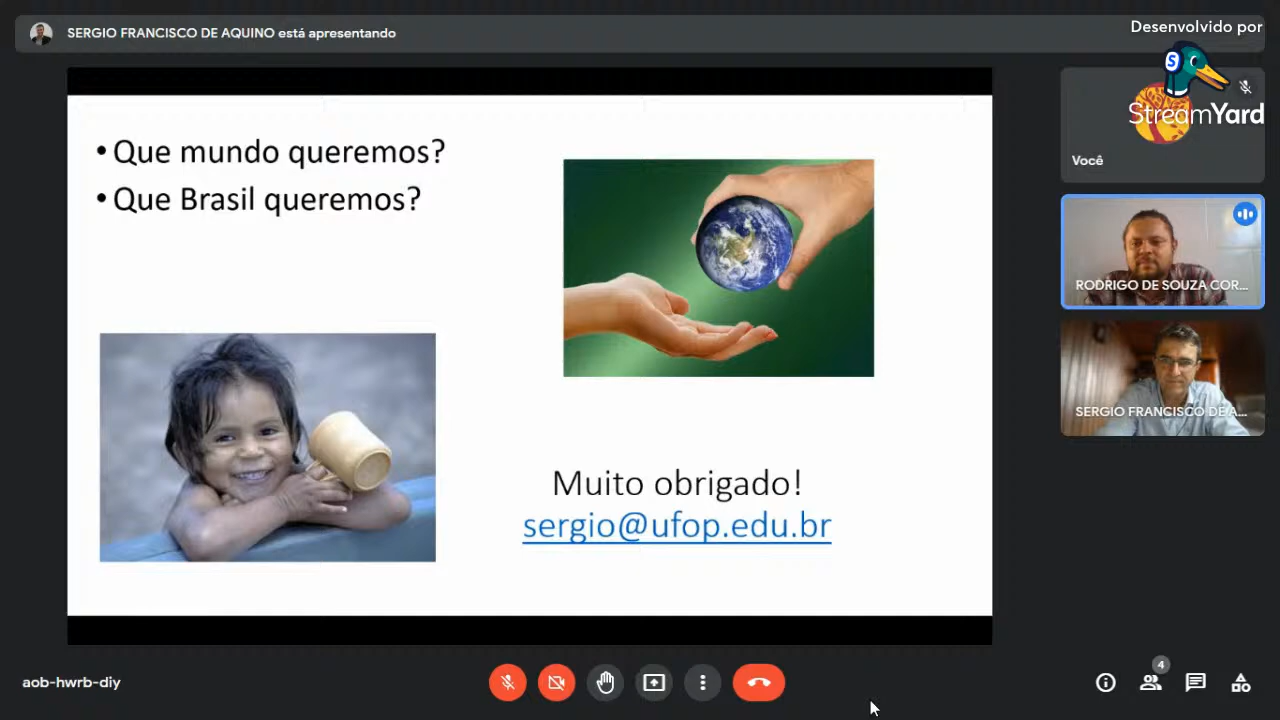 SERGIO FRANCISCO DE AQUINO está apresentando
Desenvolvido por
StreamYard
Você
RODRIGO DE SOUZA COR...
SERGIO FRANCISCO DE A...
• Que mundo queremos?
• Que Brasil queremos?
Muito obrigado!
sergio@ufop.edu.br
aob-hwrb-diy
4